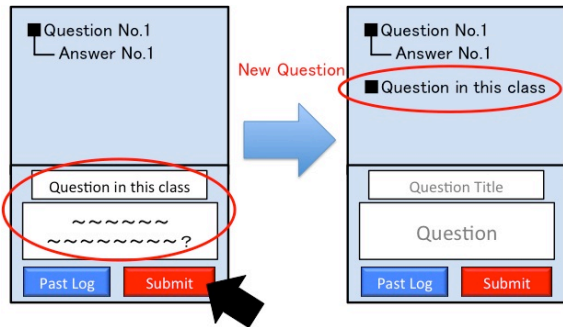 ■Question No.1
Answer No.1
Question in this class
~~~~~~
~~~~~~~~?
Past Log
Submit
New Question
■Question No.1
Answer No.1
■Question in this class
Question Title
Question
Past Log
Submit